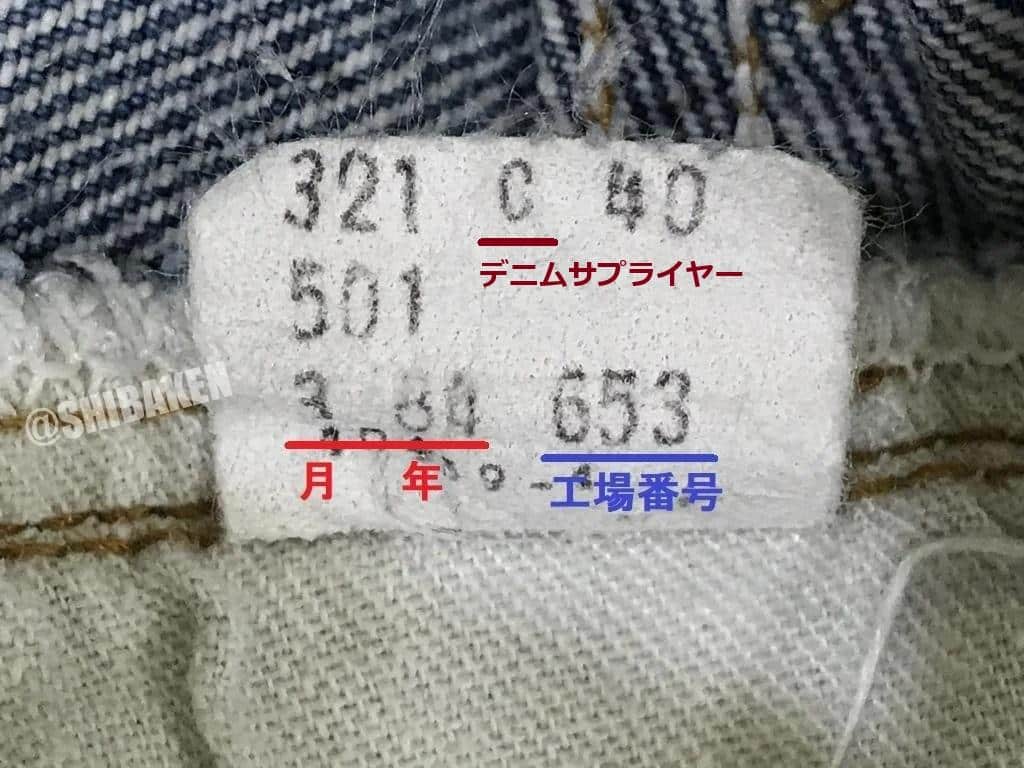 321 C 40
デニムサプライヤー
501
@SHIBAKEN
3 84 653
月 年 工場番号